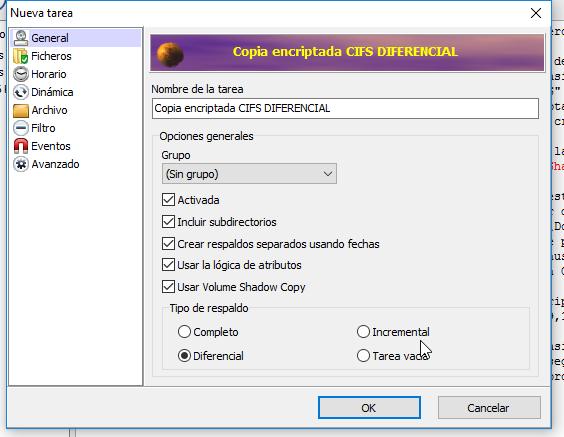 Nueva tarea
General
Ficheros
Horario
Dinámica
Archivo
Filtro
Eventos
Avanzado
Copia encriptada CIFS DIFERENCIAL
Nombre de la tarea
Copia encriptada CIFS DIFERENCIAL
Opciones generales
Grupo
(Sin grupo)
Activada
Incluir subdirectorios
Crear respaldos separados usando fechas
Usar la lógica de atributos
Usar Volume Shadow Copy
Tipo de respaldo
Completo
Incremental
Diferencial
Tarea vacía
OK
Cancelar